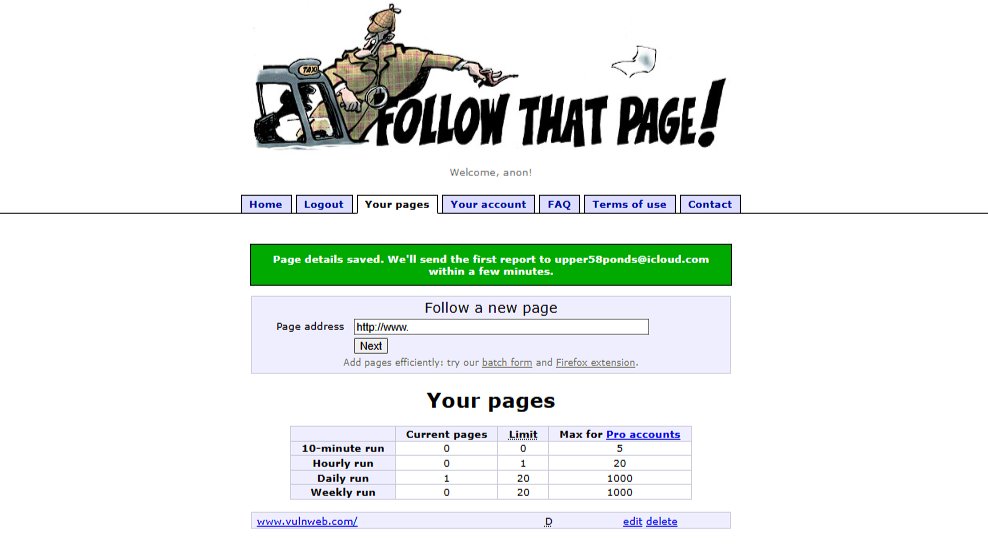 TAXI
FOLLOW THAT PAGE!
Welcome, anon!
Home Logout Your pages Your account FAQ Terms of use Contact
Page details saved. We'll send the first report to upper58ponds@icloud.com
within a few minutes.
Follow a new page
Page address http://www.
Next
Add pages efficiently: try our batch form and Firefox extension.
Your pages
Current pages Limit Max for Pro accounts
10-minute run 0 0 5
Hourly run 0 1 20
Daily run 1 20 1000
Weekly run 0 20 1000
www.vulnweb.com/ D edit delete